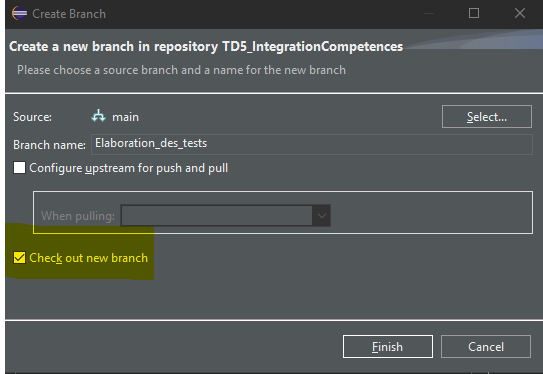 Create Branch
Create a new branch in repository TD5_IntegrationCompetences
Please choose a source branch and a name for the new branch
Source: main Select...
Branch name: Elaboration_des_tests
Configure upstream for push and pull
When pulling:
Check out new branch
Finish Cancel